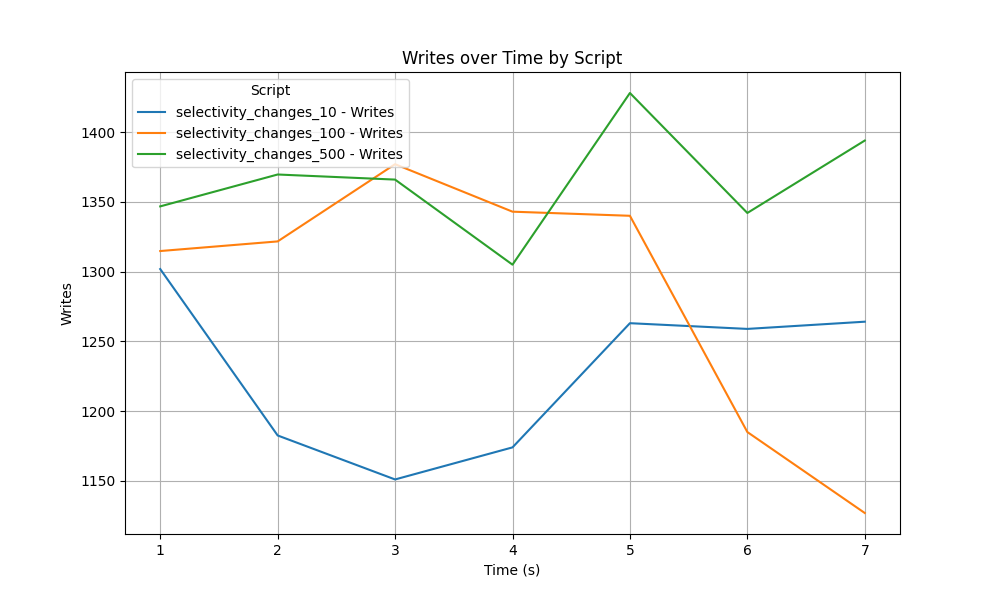 Writes over Time by Script
Script
selectivity_changes_10 - Writes
selectivity_changes_100 - Writes
selectivity_changes_500 - Writes
Writes
1400
1350
1300
1250
1200
1150
1 2 3 4 5 6 7
Time (s)